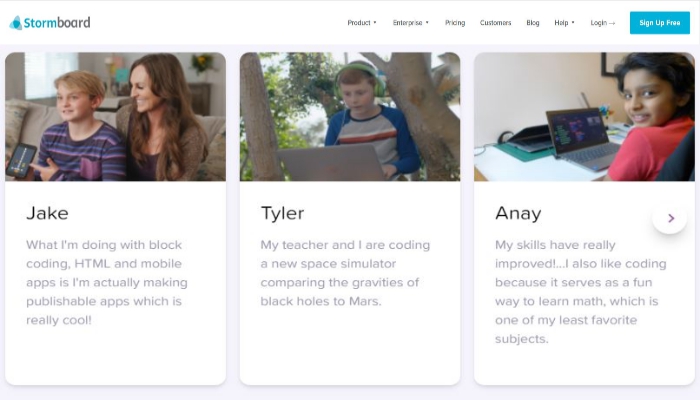 Stormboard
Product
Enterprise
Pricing
Customers
Blog
Help
Login →
Sign Up Free
Jake
What I'm doing with block
coding, HTML and mobile
apps is I'm actually making
publishable apps which is
really cool!
Tyler
My teacher and I are coding
a new space simulator
comparing the gravities of
black holes to Mars.
Anay
My skills have really
improved!...I also like coding
because it serves as a fun
way to learn math, which is
one of my least favorite
subjects.